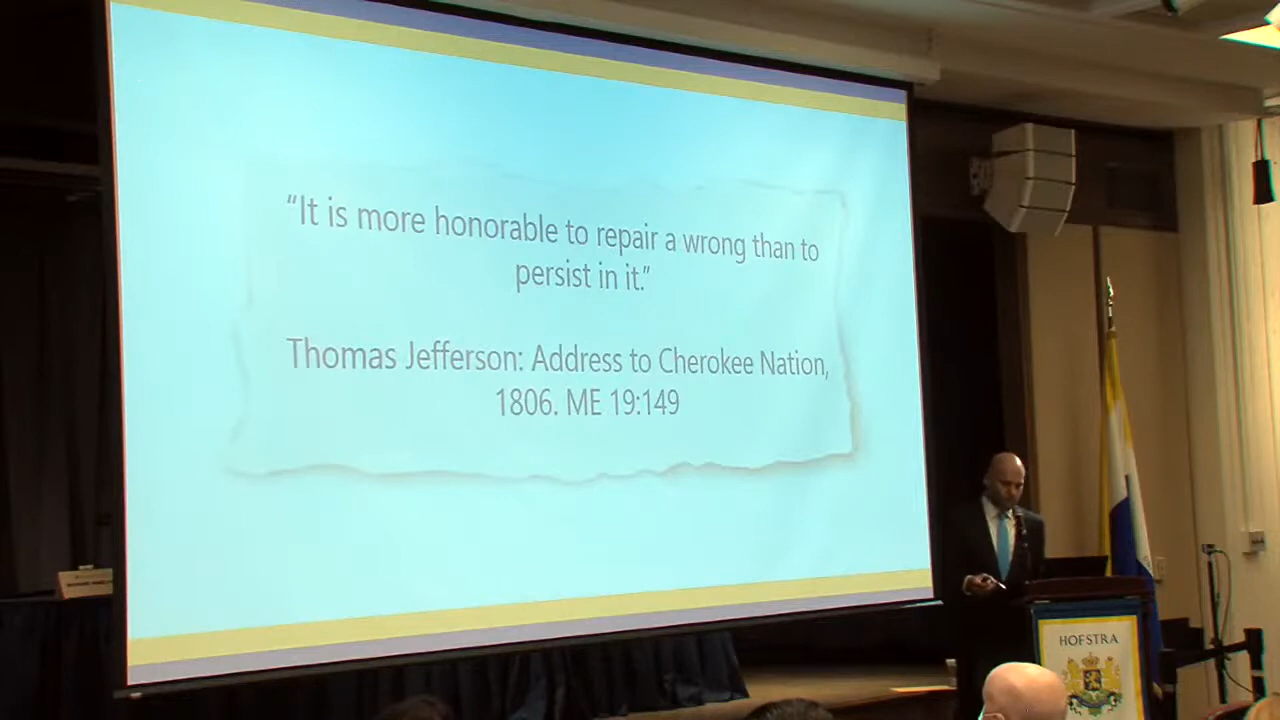 “It is more honorable to repair a wrong than to
persist in it.”
Thomas Jefferson: Address to Cherokee Nation,
1806. ME 19:149
HOFSTRA